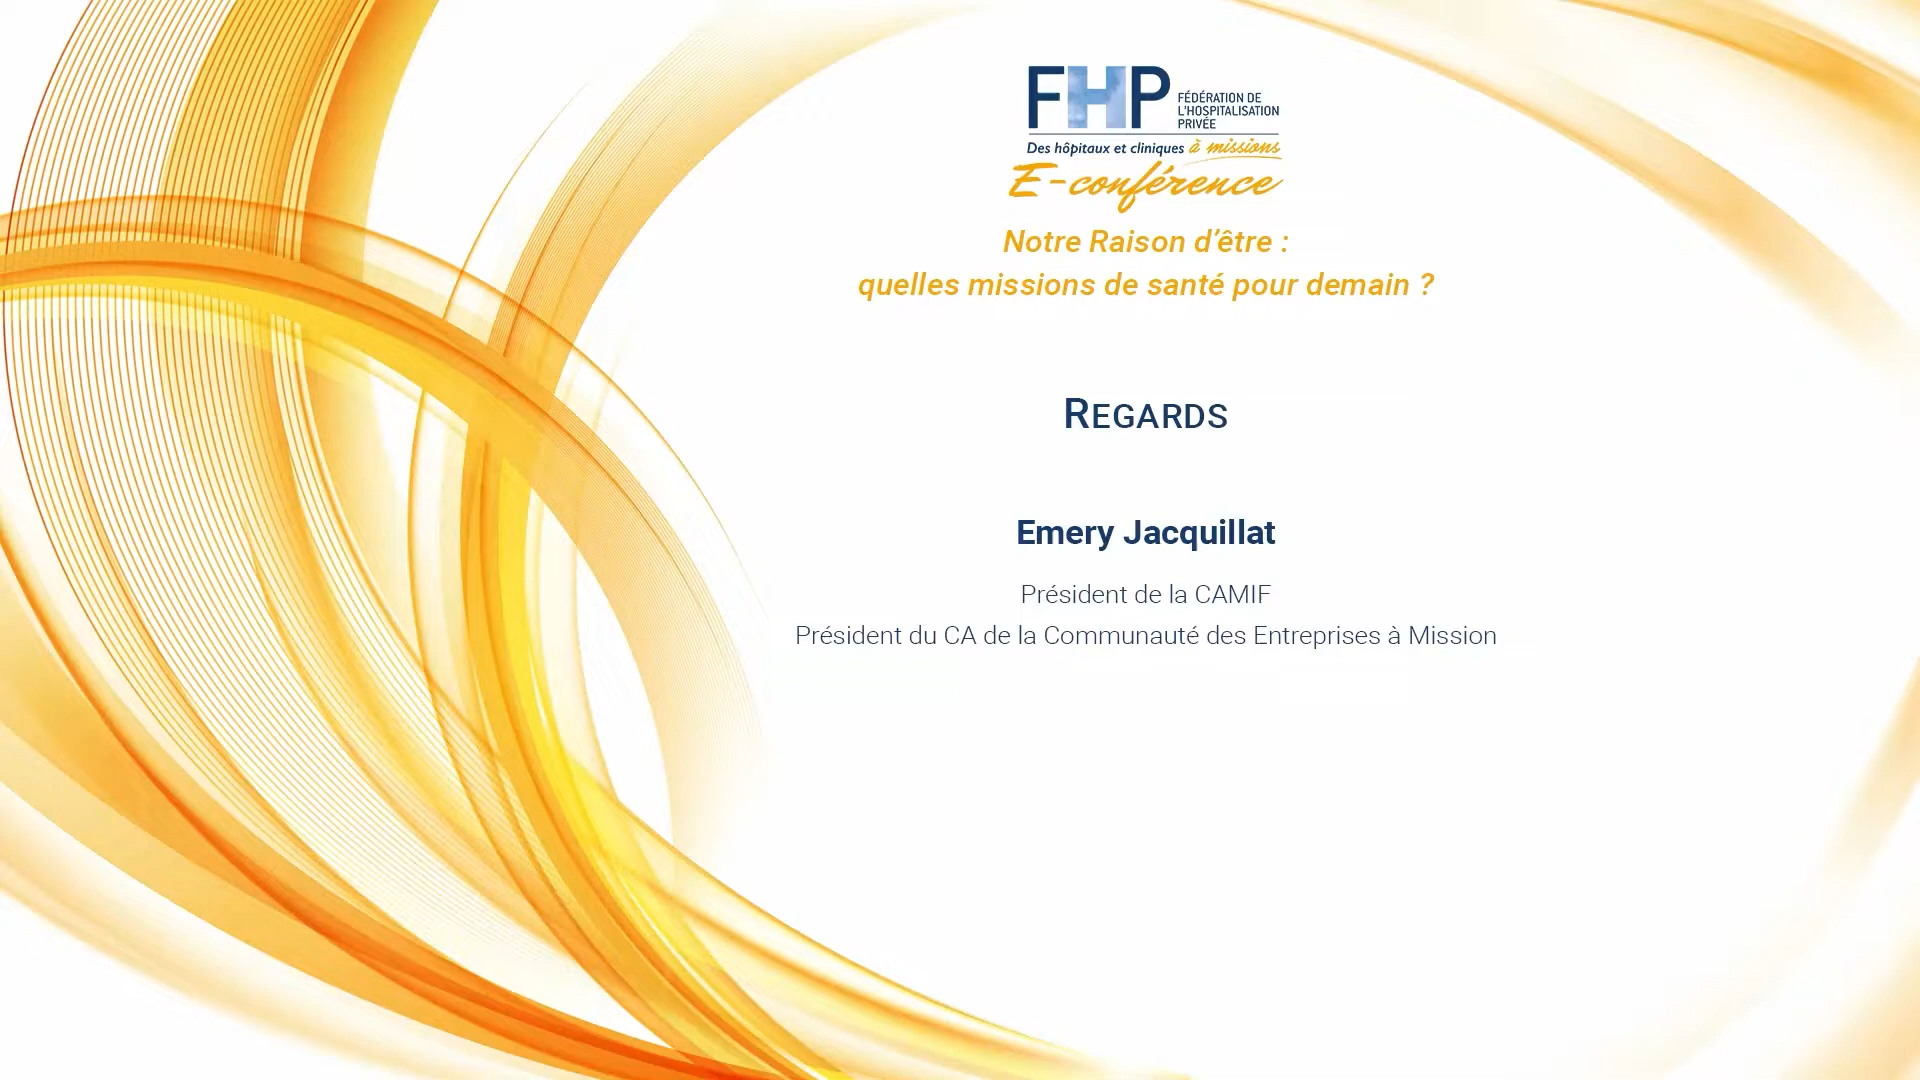 FHP
FÉDÉRATION DE
L'HOSPITALISATION
PRIVÉE
Des hôpitaux et cliniques à missions
E-conférence
Notre Raison d’être :
quelles missions de santé pour demain ?
REGARDS
Emery Jacquillat
Président de la CAMIF
Président du CA de la Communauté des Entreprises à Mission